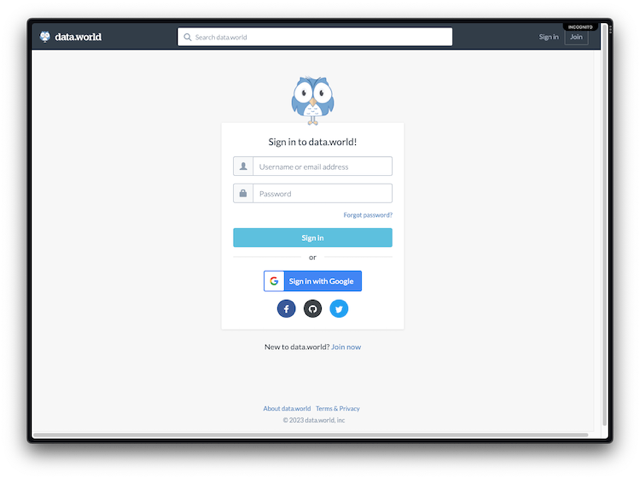 data.world
Search data.world
INCOGNITO
Sign In
Join
Sign in to data.world!
Username or email address
Password
Forgot password?
Sign in
or
Sign in with Google
New to data.world? Join now
About data.world Terms & Privacy
© 2023 data.world, inc